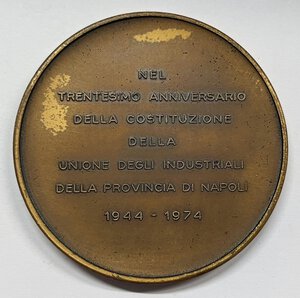 NEL
TRENTESIMO ANNIVERSARIO
DELLA COSTITUZIONE
DELLA
UNIONE DEGLI INDUSTRIALI
DELLA PROVINCIA DI NAPOLI
1944 - 1974